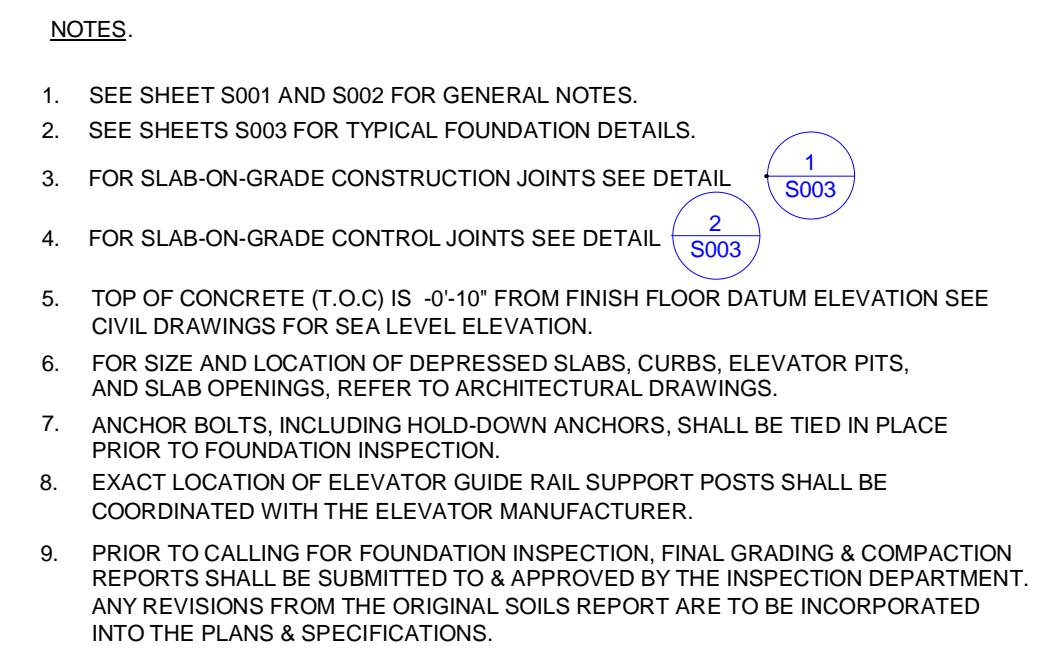 NOTES.
1. SEE SHEET S001 AND S002 FOR GENERAL NOTES.
2. SEE SHEETS S003 FOR TYPICAL FOUNDATION DETAILS.
3. FOR SLAB-ON-GRADE CONSTRUCTION JOINTS SEE DETAIL
1
S003
4. FOR SLAB-ON-GRADE CONTROL JOINTS SEE DETAIL
2
S003
5. TOP OF CONCRETE (T.O.C) IS -0'-10" FROM FINISH FLOOR DATUM ELEVATION SEE
CIVIL DRAWINGS FOR SEA LEVEL ELEVATION.
6. FOR SIZE AND LOCATION OF DEPRESSED SLABS, CURBS, ELEVATOR PITS,
AND SLAB OPENINGS, REFER TO ARCHITECTURAL DRAWINGS.
7. ANCHOR BOLTS, INCLUDING HOLD-DOWN ANCHORS, SHALL BE TIED IN PLACE
PRIOR TO FOUNDATION INSPECTION.
8. EXACT LOCATION OF ELEVATOR GUIDE RAIL SUPPORT POSTS SHALL BE
COORDINATED WITH THE ELEVATOR MANUFACTURER.
9. PRIOR TO CALLING FOR FOUNDATION INSPECTION, FINAL GRADING & COMPACTION
REPORTS SHALL BE SUBMITTED TO & APPROVED BY THE INSPECTION DEPARTMENT.
ANY REVISIONS FROM THE ORIGINAL SOILS REPORT ARE TO BE INCORPORATED
INTO THE PLANS & SPECIFICATIONS.